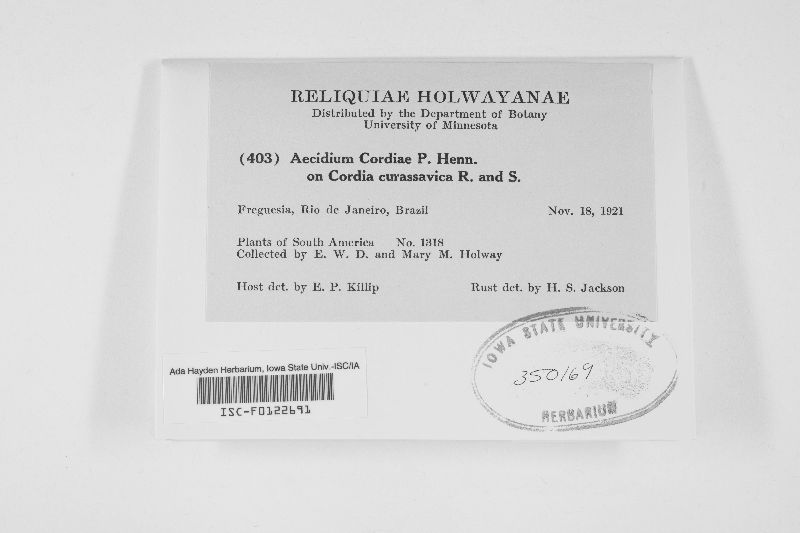 RELIQUIAE HOLWAYANAE
Distributed by the Department of Botany
University of Minnesota
(403) Aecidium Cordiae P. Henn.
on Cordia curassavica R. and S.
Freguesia, Rio de Janeiro, Brazil Nov. 18, 1921
Plants of South America No. 1318
Collected by E. W. D. and Mary M. Holway
Host det. by E. P. Killip Rust det. by H. S. Jackson
IOWA STATE UNIVERSITY
350169
HERBARIUM
Ada Hayden Herbarium, Iowa State Univ.-ISC/IA
ISC-F0122691